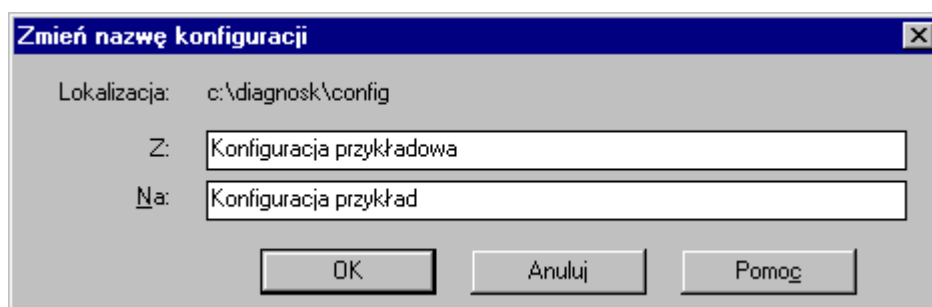 Zmień nazwę konfiguracji
Lokalizacja: c:\diagnosk\config
Z: Konfiguracja przykładowa
Na: Konfiguracja przykład
OK Anuluj Pomoc